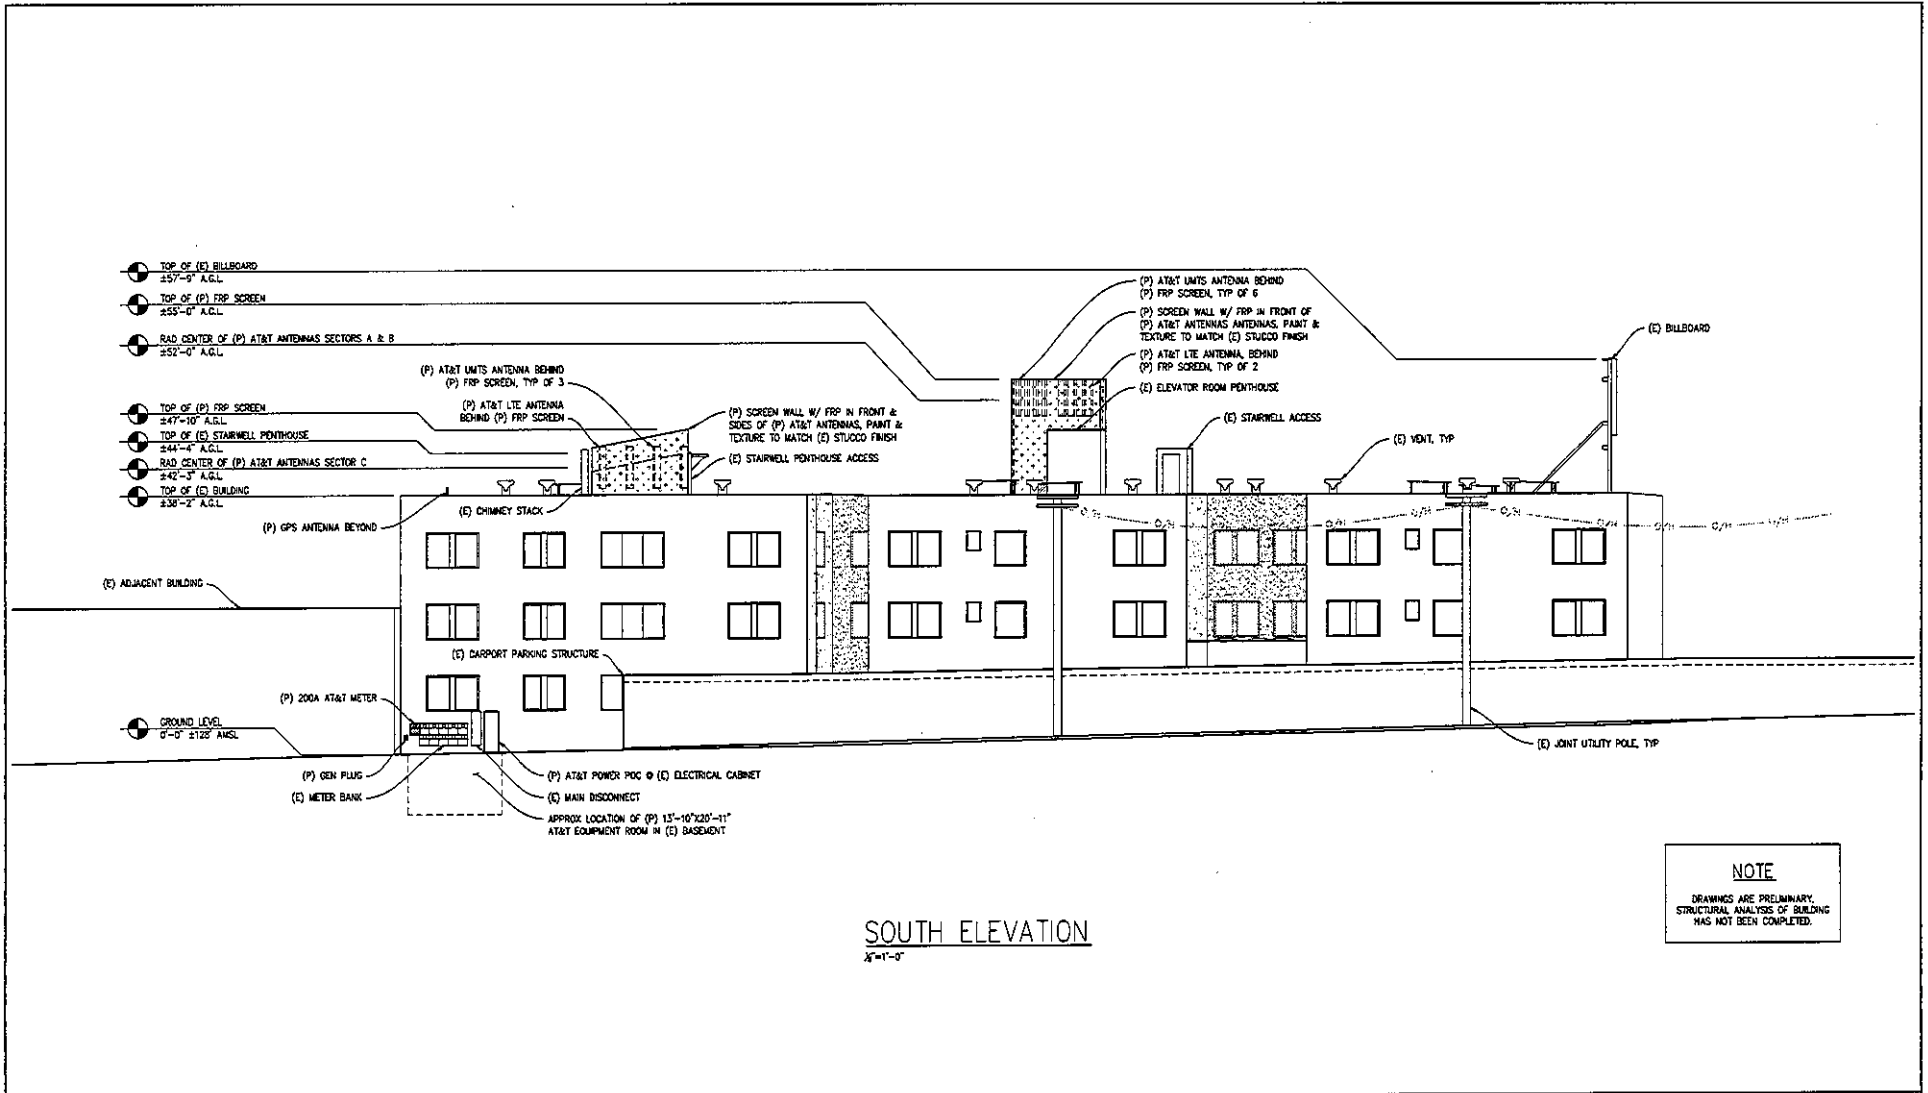 TOP OF (E) BILLBOARD
±57'-9" A.G.L.
TOP OF (P) FRP SCREEN
±55'-0" A.G.L.
RAD CENTER OF (P) AT&T ANTENNAS SECTORS A & B
±52'-0" A.G.L.
TOP OF (P) FRP SCREEN
±47'-10" A.G.L.
TOP OF (E) STAIRWELL PENTHOUSE
±44'-4" A.G.L.
RAD CENTER OF (P) AT&T ANTENNAS SECTOR C
±42'-3" A.G.L.
TOP OF (E) BUILDING
±38'-2" A.G.L.
(P) AT&T UMTS ANTENNA BEHIND
(P) FRP SCREEN, TYP OF 3
(P) AT&T LTE ANTENNA
BEHIND (P) FRP SCREEN
(P) SCREEN WALL W/ FRP IN FRONT &
SIDES OF (P) AT&T ANTENNAS, PAINT &
TEXTURE TO MATCH (E) STUCCO FINISH
(E) STAIRWELL PENTHOUSE ACCESS
(P) AT&T UMTS ANTENNA BEHIND
(P) FRP SCREEN, TYP OF 6
(P) SCREEN WALL W/ FRP IN FRONT OF
(P) AT&T ANTENNAS ANTENNAS, PAINT &
TEXTURE TO MATCH (E) STUCCO FINISH
(P) AT&T LTE ANTENNA, BEHIND
(P) FRP SCREEN, TYP OF 2
(E) ELEVATOR ROOM PENTHOUSE
(E) STAIRWELL ACCESS
(E) VENT, TYP
(E) BILLBOARD
(E) CHIMNEY STACK
(P) GPS ANTENNA BEYOND
O/H O/H O/H O/H O/H O/H O/H O/H O/H
(E) ADJACENT BUILDING
(E) CARPORT PARKING STRUCTURE
(P) 200A AT&T METER
GROUND LEVEL
0'-0" ±128' AMSL
(P) GEN PLUG
(E) METER BANK
(P) AT&T POWER POC @ (E) ELECTRICAL CABINET
(E) MAIN DISCONNECT
APPROX LOCATION OF (P) 13'-10"X20'-11"
AT&T EQUIPMENT ROOM IN (E) BASEMENT
(E) JOINT UTILITY POLE, TYP
NOTE
DRAWINGS ARE PRELIMINARY.
STRUCTURAL ANALYSIS OF BUILDING
HAS NOT BEEN COMPLETED.
SOUTH ELEVATION